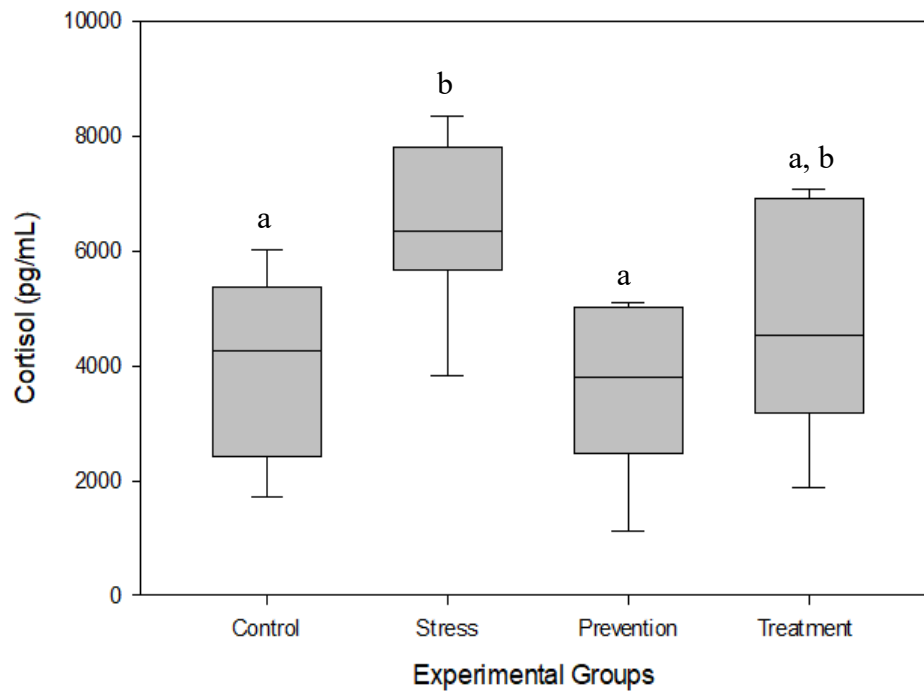 10000
b
8000
a, b
a
6000
a
Cortisol (pg/mL)
4000
2000
0
Control Stress Prevention Treatment
Experimental Groups